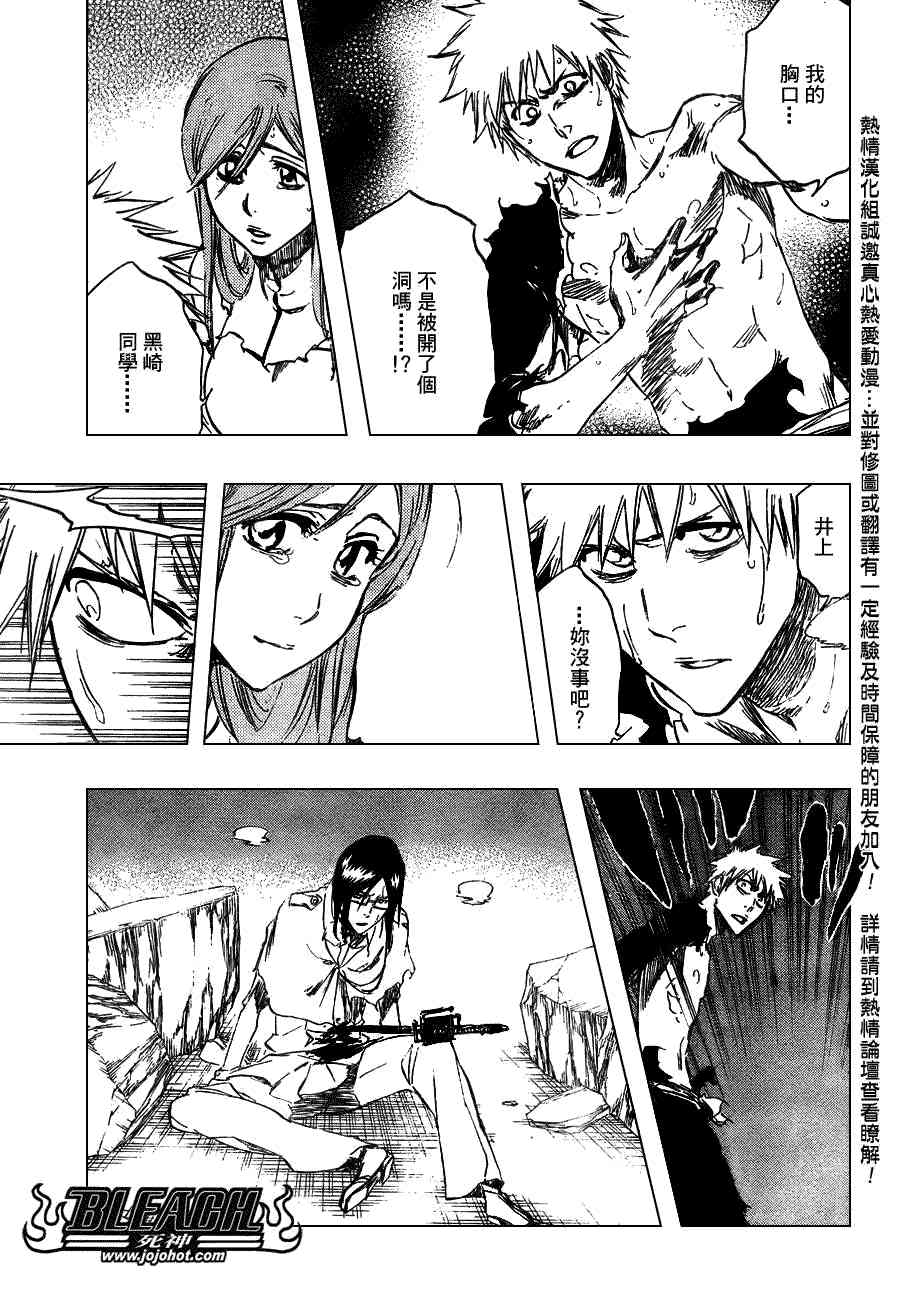 我的
胸口…
不是被開了個
洞嗎……!?
黑崎
同學……
井上
…妳沒事吧?
熱情漢化組誠邀真心熱愛動漫…並對修圖或翻譯有一定經驗及時間保障的朋友加入! 詳情請到熱情論壇查看瞭解!
BLEACH
死神
www.jojohot.com